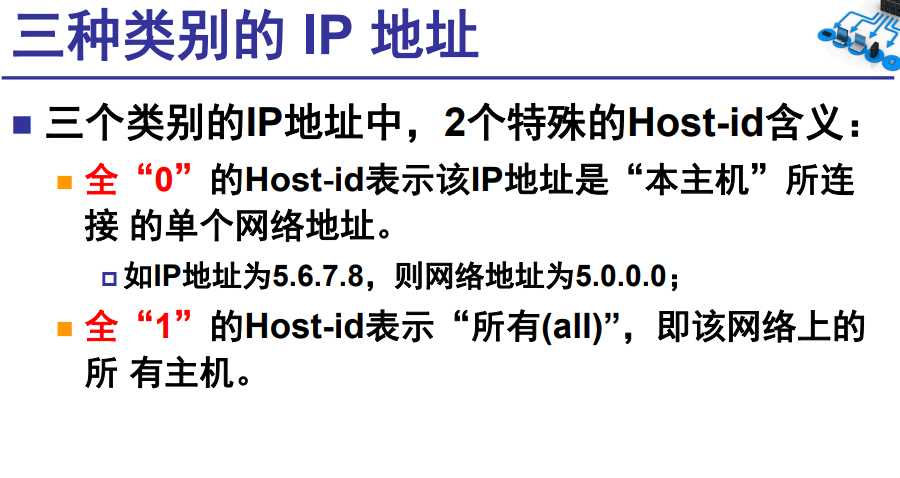 三种类别的 IP 地址
三个类别的IP地址中，2个特殊的Host-id含义：
全“0”的Host-id表示该IP地址是“本主机”所连
接 的单个网络地址。
如IP地址为5.6.7.8，则网络地址为5.0.0.0；
全“1”的Host-id表示“所有(all)”，即该网络上的
所 有主机。